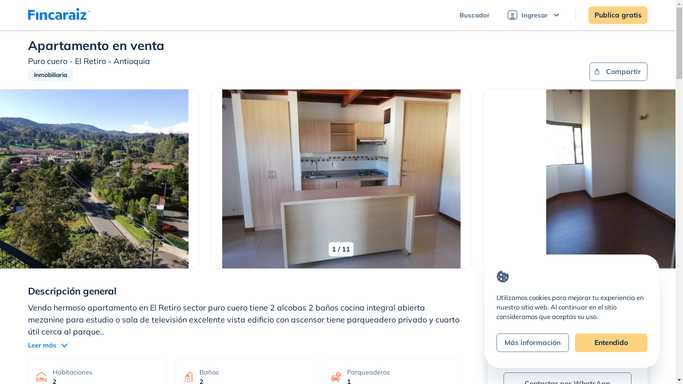 Fincaraiz
Buscador
Ingresar
Publica gratis
Apartamento en venta
Puro cuero - El Retiro - Antioquia
Inmobiliaria
Compartir
1 / 11
Descripción general
Vendo hermoso apartamento en El Retiro sector puro cuero tiene 2 alcobas 2 baños cocina integral abierta
mezanine para estudio o sala de televisión excelente vista edificio con ascensor tiene parqueadero privado y cuarto
útil cerca al parque..
Leer más
Habitaciones
2
Baños
2
Parqueaderos
1
Utilizamos cookies para mejorar tu experiencia en
nuestro sitio web. Al continuar en el sitio
consideramos que aceptas su uso.
Más información
Entendido
Contactar por WhatsApp